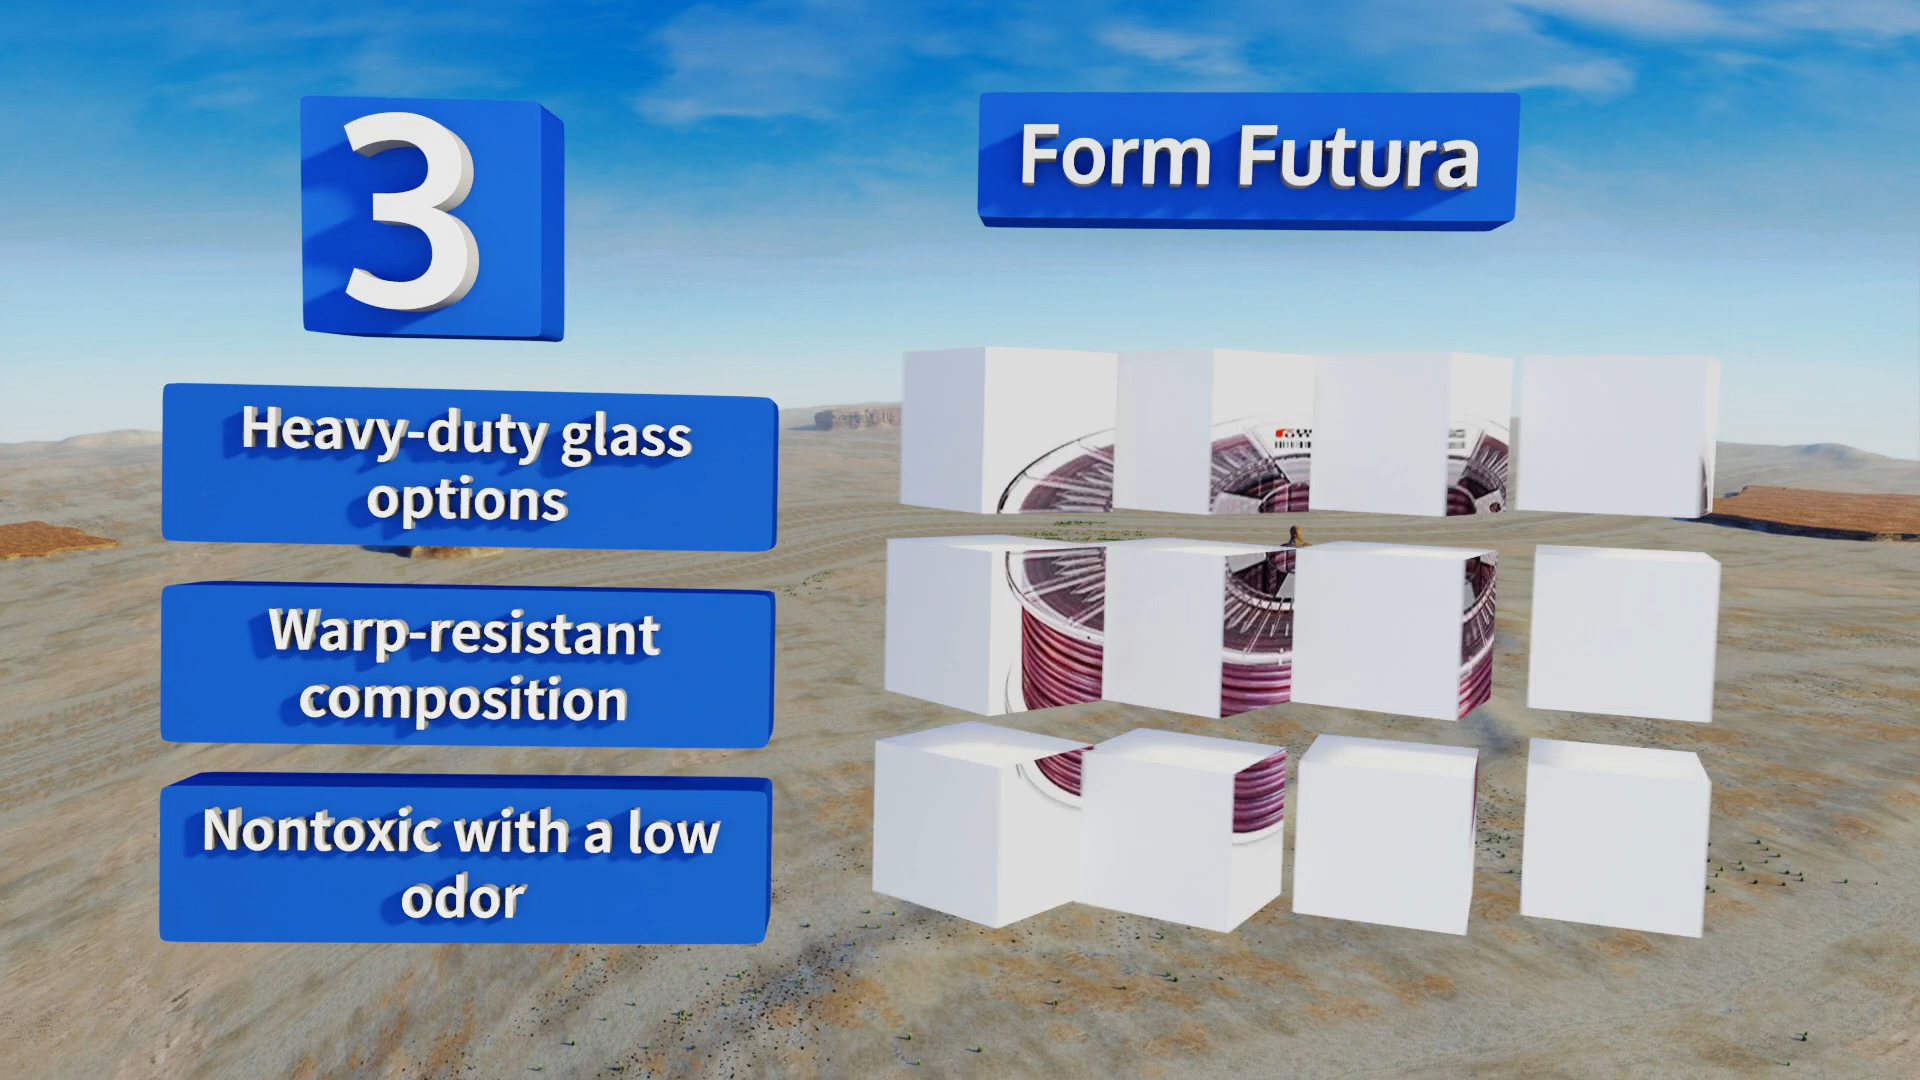 3
Form Futura
Heavy-duty glass
options
Warp-resistant
composition
Nontoxic with a low
odor